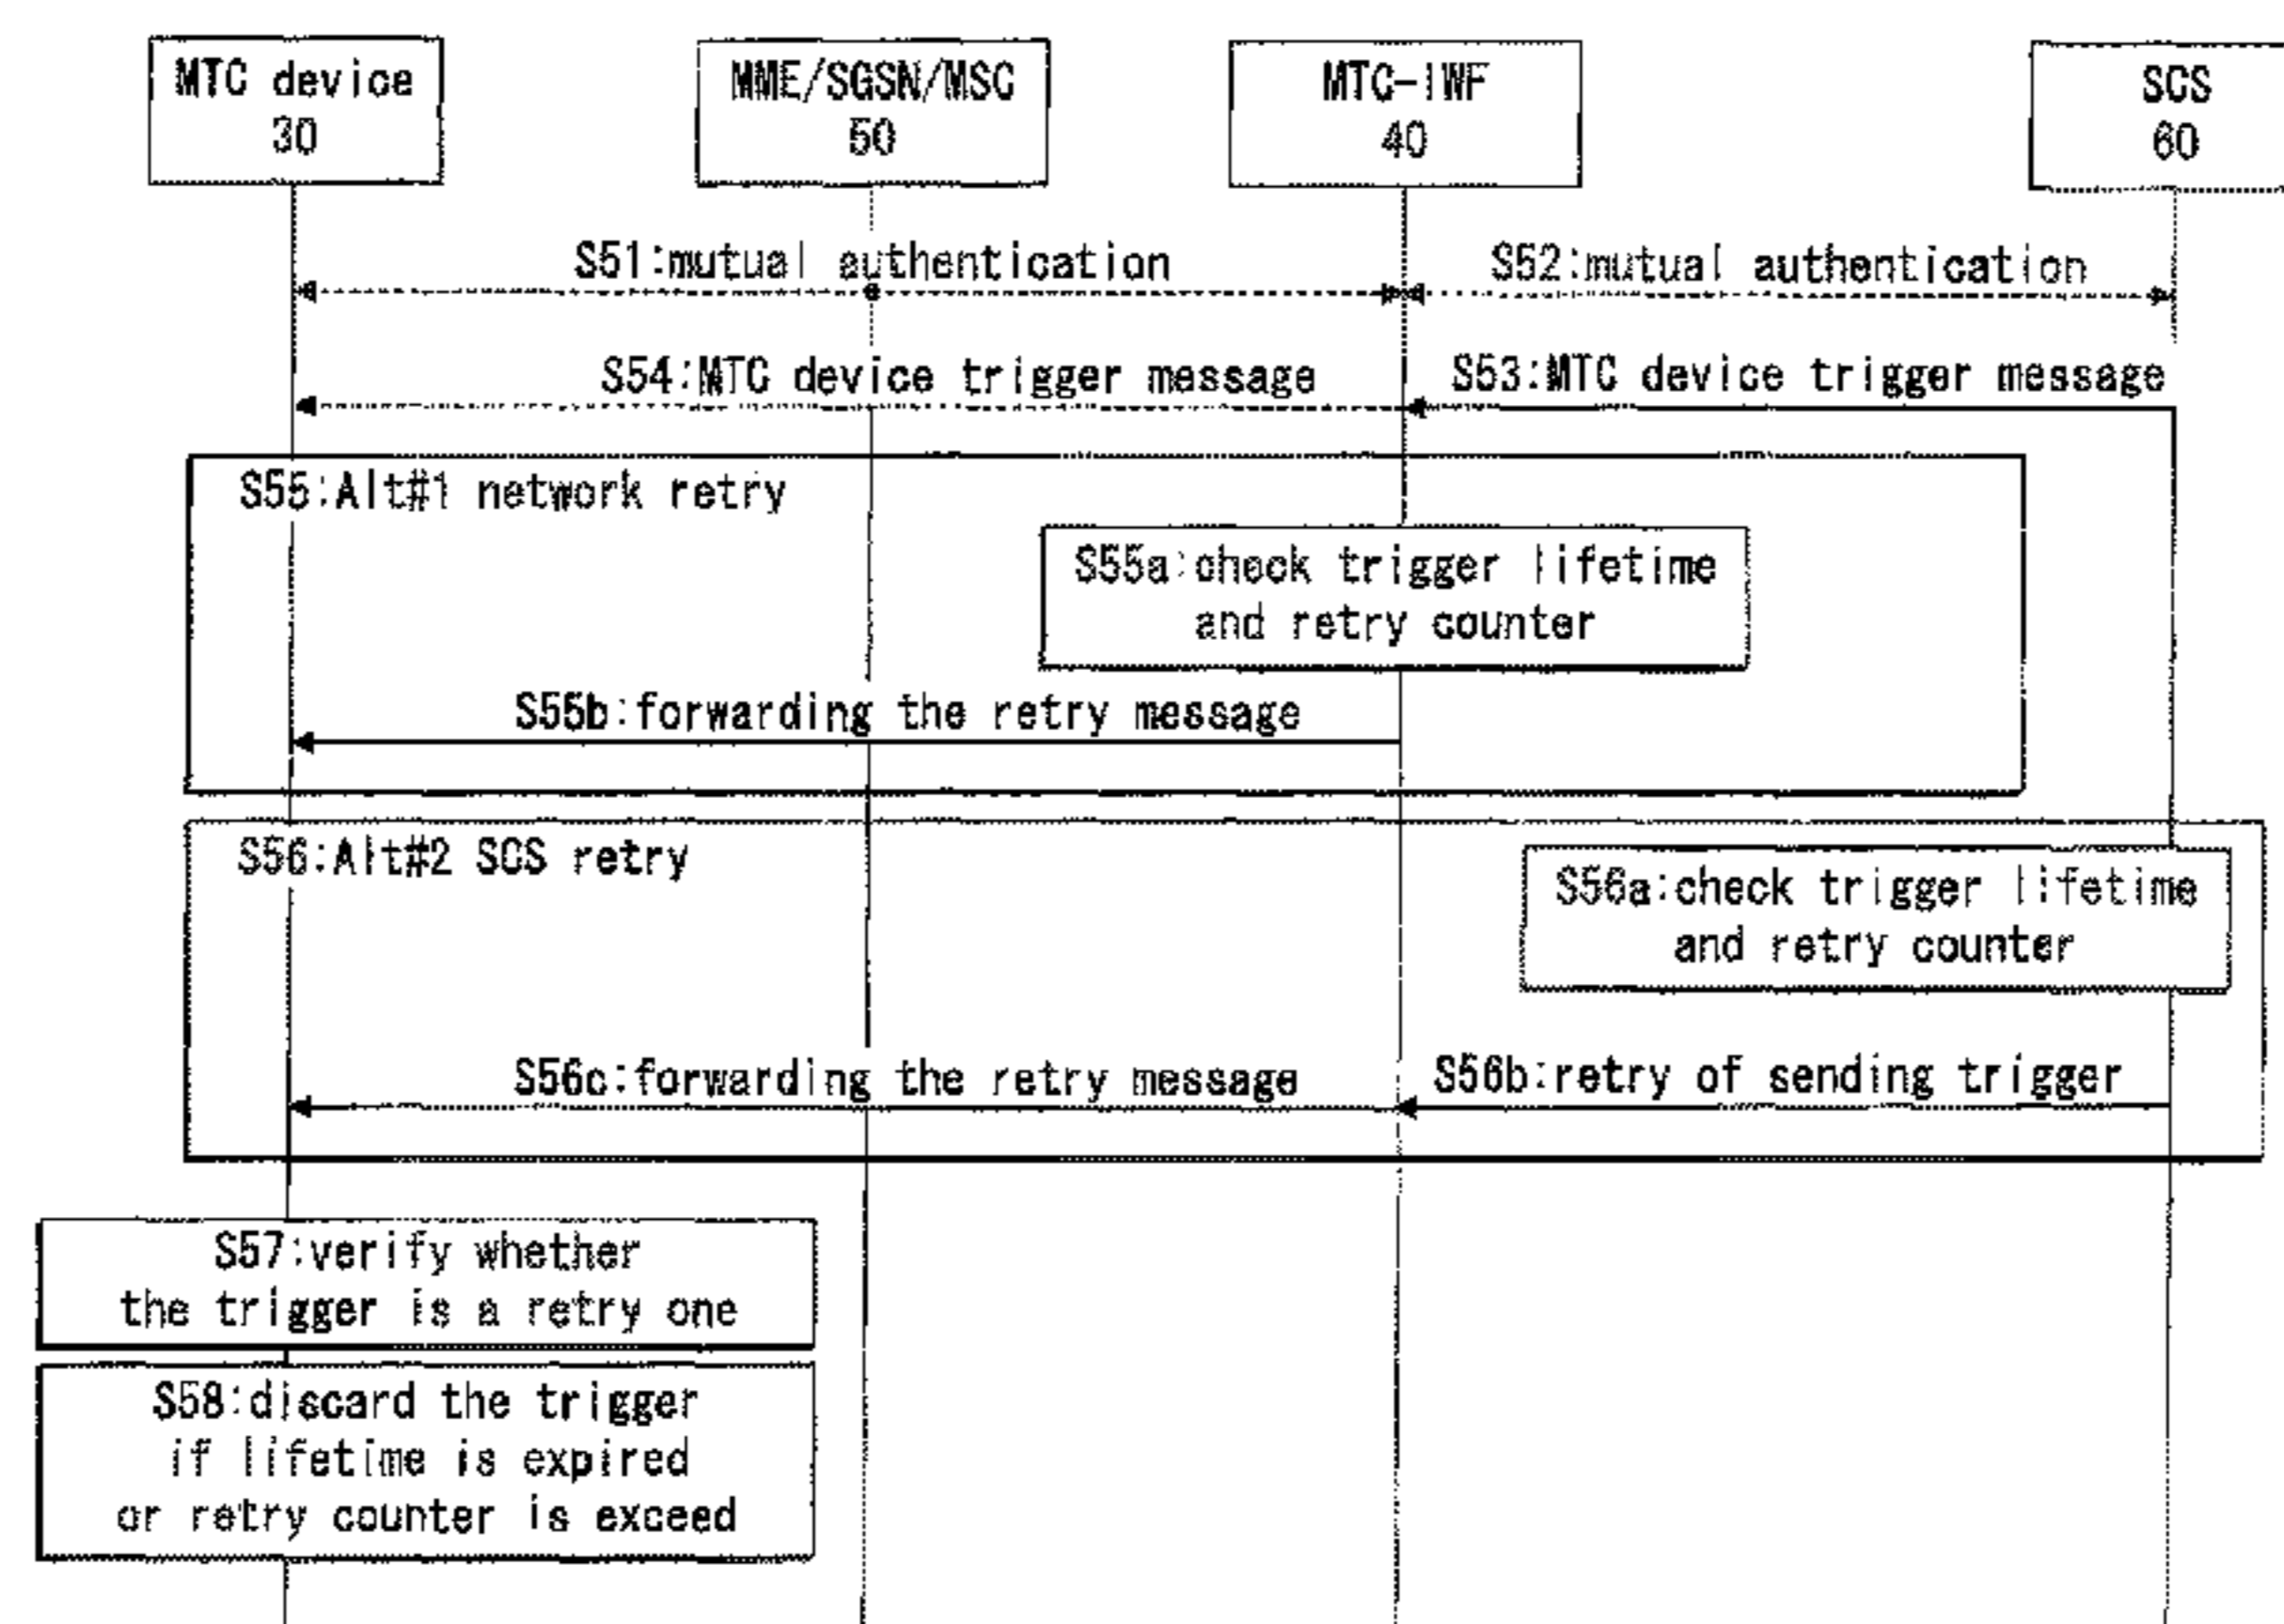 MTC device
30
MME/SGSN/MSC
50
MTC-IWF
40
SCS
60
S51:mutual authentication
S52:mutual authentication
S54:MTC device trigger message
S53:MTC device trigger message
S55:Alt#1 network retry
S55a:check trigger lifetime
and retry counter
S55b:forwarding the retry message
S56:Alt#2 SCS retry
S56a:check trigger lifetime
and retry counter
S56c:forwarding the retry message
S56b:retry of sending trigger
S57:verify whether
the trigger is a retry one
S58:discard the trigger
if lifetime is expired
or retry counter is exceed